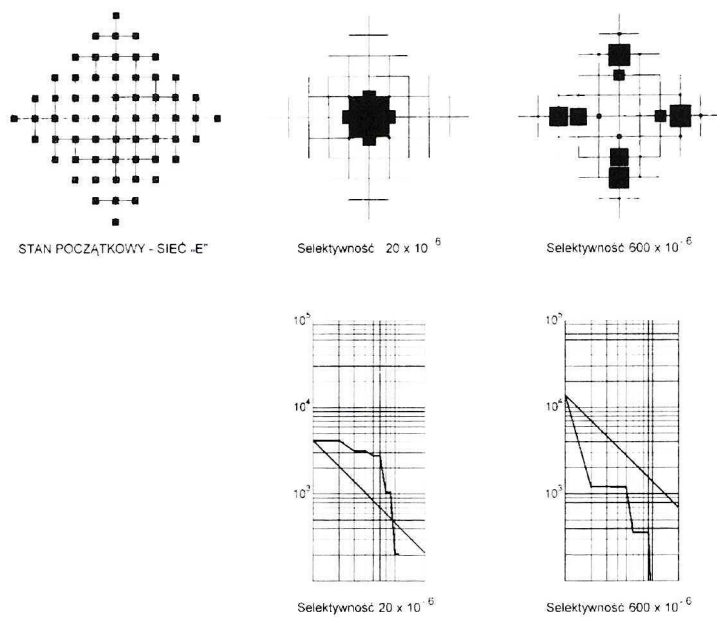 STAN POCZĄTKOWY - SIEĆ „E"
Selektywność 20 x 10⁻⁶
Selektywność 600 x 10⁻⁶
10⁵
10⁴
10³
10⁵
10⁴
10³
Selektywność 20 x 10⁻⁶
Selektywność 600 x 10⁻⁶